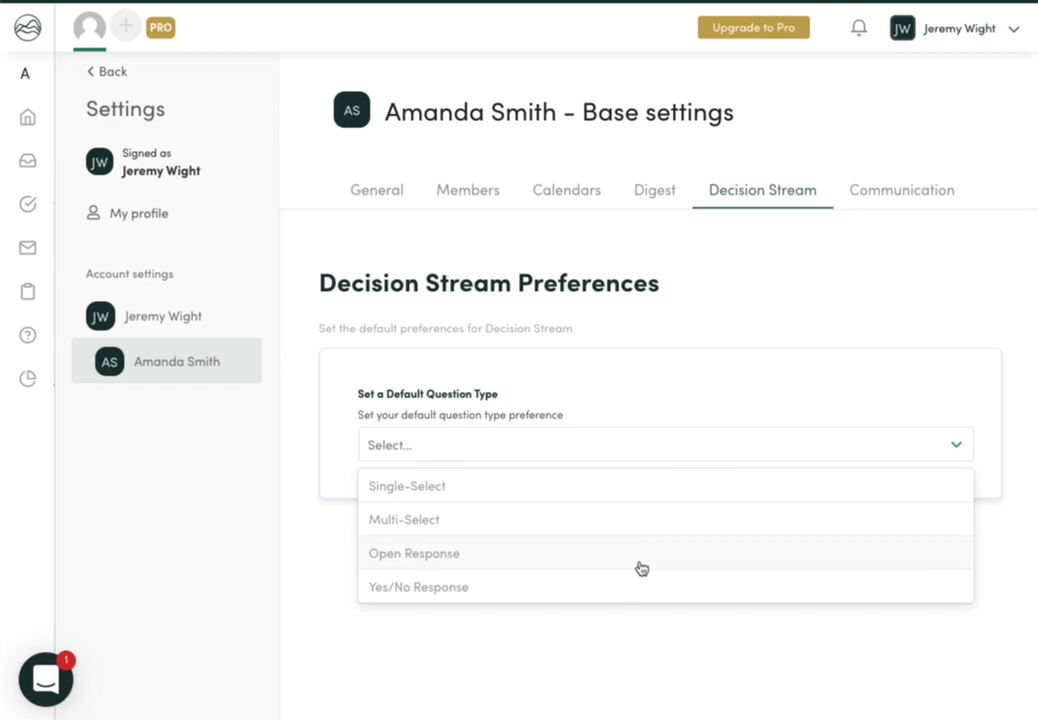 PRO
Upgrade to Pro
JW
Jeremy Wight
A
Back
Settings
JW
Signed as
Jeremy Wight
My profile
Account settings
JW
Jeremy Wight
AS
Amanda Smith
AS
Amanda Smith - Base settings
General
Members
Calendars
Digest
Decision Stream
Communication
Decision Stream Preferences
Set the default preferences for Decision Stream
Set a Default Question Type
Set your default question type preference
Select...
Single-Select
Multi-Select
Open Response
Yes/No Response
1